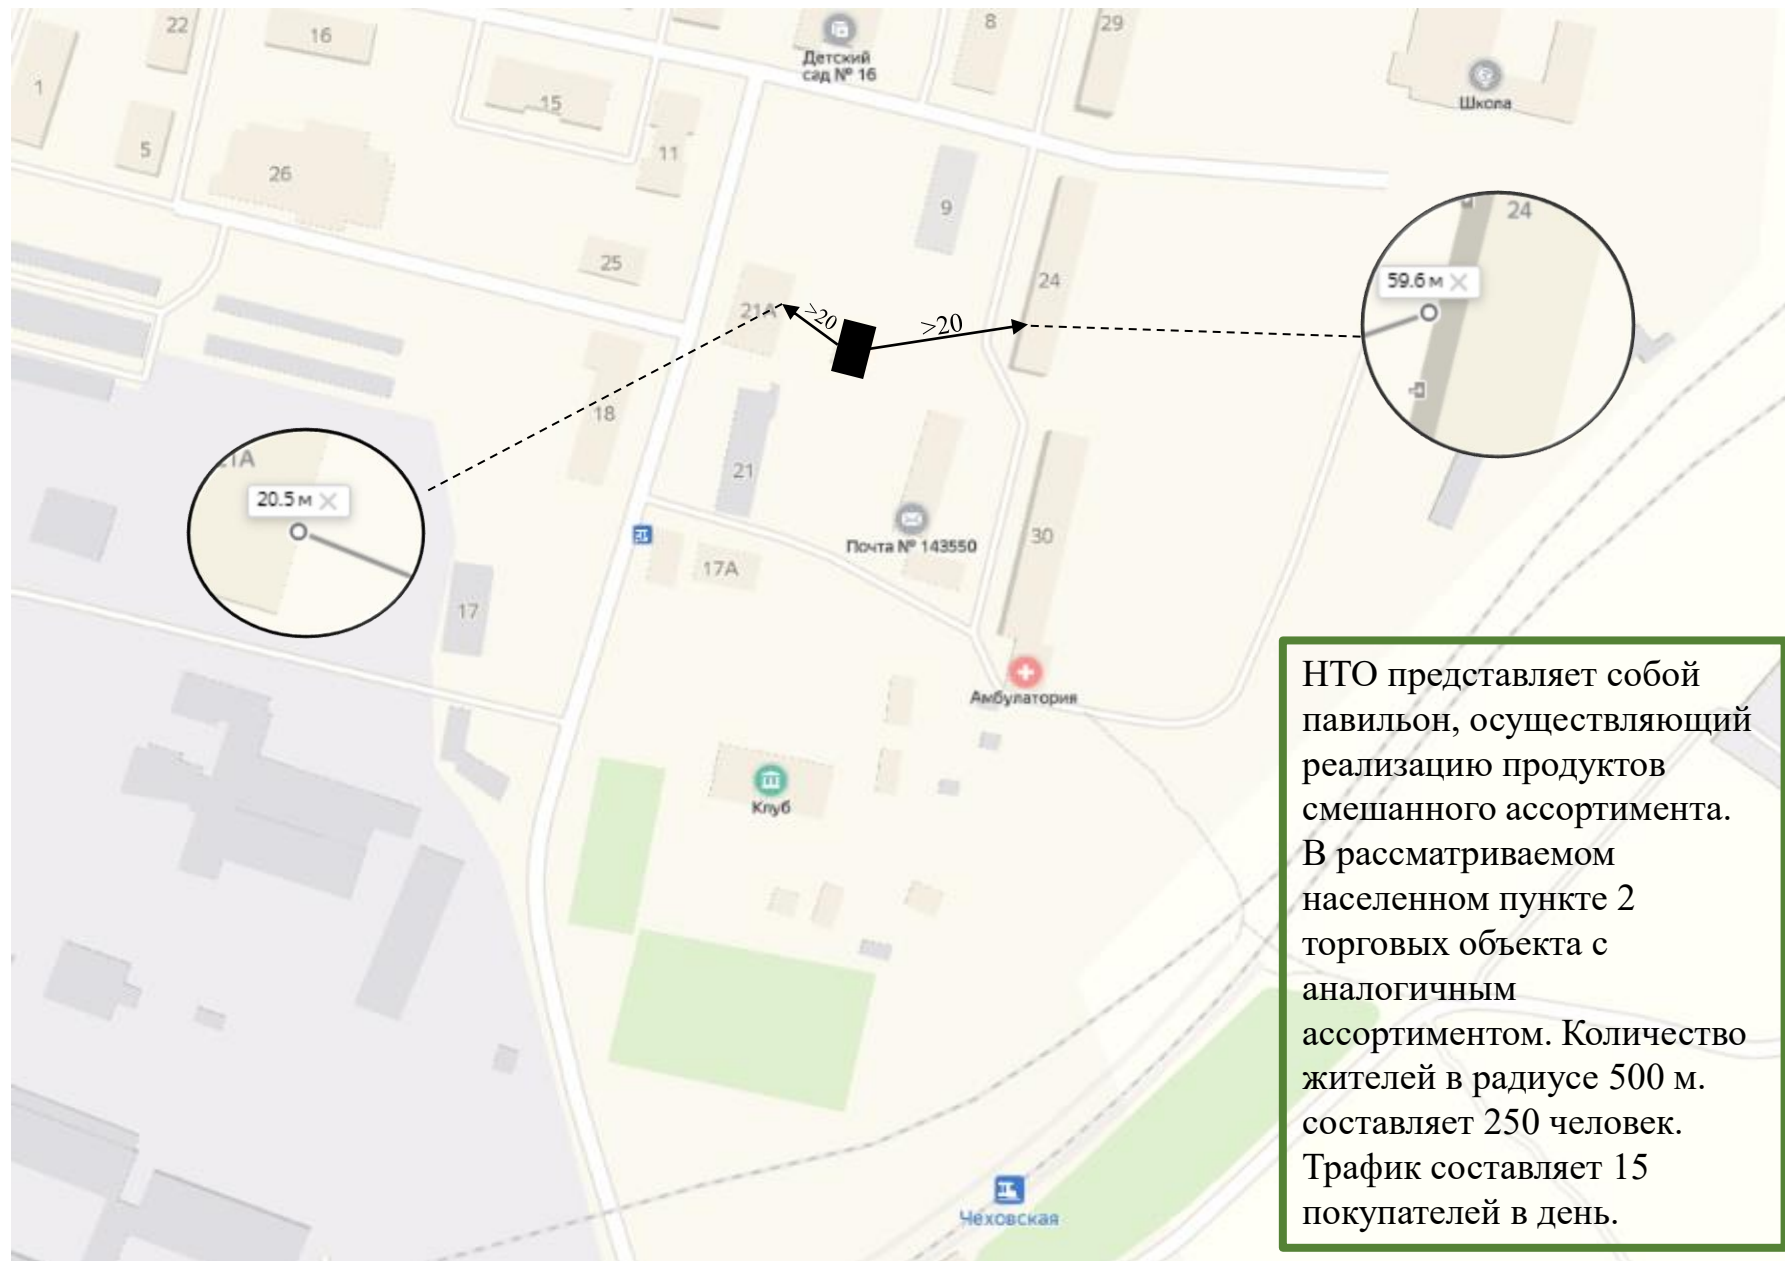 22
16
8
29
Детский
сад № 16
1
15
Школа
5
11
26
9
24
25
24
59.6 м
21А
>20
>20
18
21А
20.5 м
21
Почта № 143550
30
17А
17
Амбулатория
Клуб
Чеховская
НТО представляет собой
павильон, осуществляющий
реализацию продуктов
смешанного ассортимента.
В рассматриваемом
населенном пункте 2
торговых объекта с
аналогичным
ассортиментом. Количество
жителей в радиусе 500 м.
составляет 250 человек.
Трафик составляет 15
покупателей в день.